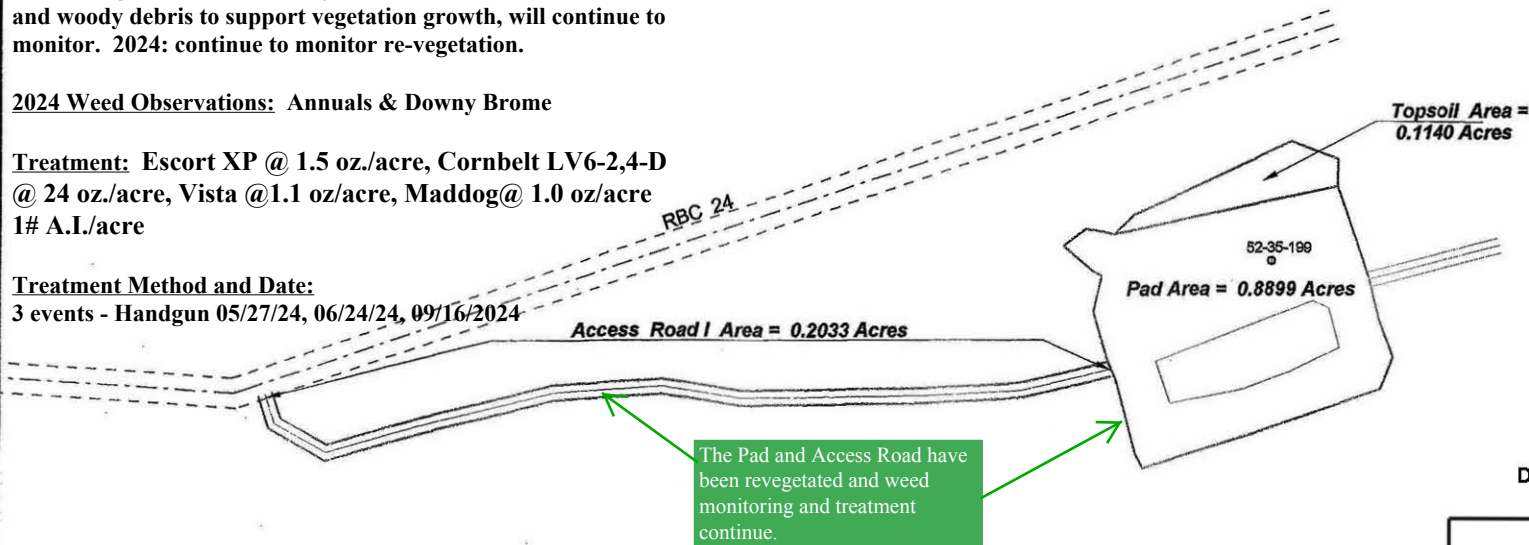 and woody debris to support vegetation growth, will continue to
monitor. 2024: continue to monitor re-vegetation.
2024 Weed Observations: Annuals & Downy Brome
Treatment: Escort XP @ 1.5 oz./acre, Cornbelt LV6-2,4-D
@ 24 oz./acre, Vista @1.1 oz/acre, Maddog@ 1.0 oz/acre
1# A.I./acre
Treatment Method and Date:
3 events - Handgun 05/27/24, 06/24/24, 09/16/2024
RBC 24
Topsoil Area =
0.1140 Acres
52-35-199
Pad Area = 0.8899 Acres
Access Road I Area = 0.2033 Acres
The Pad and Access Road have
been revegetated and weed
monitoring and treatment
continue.
D